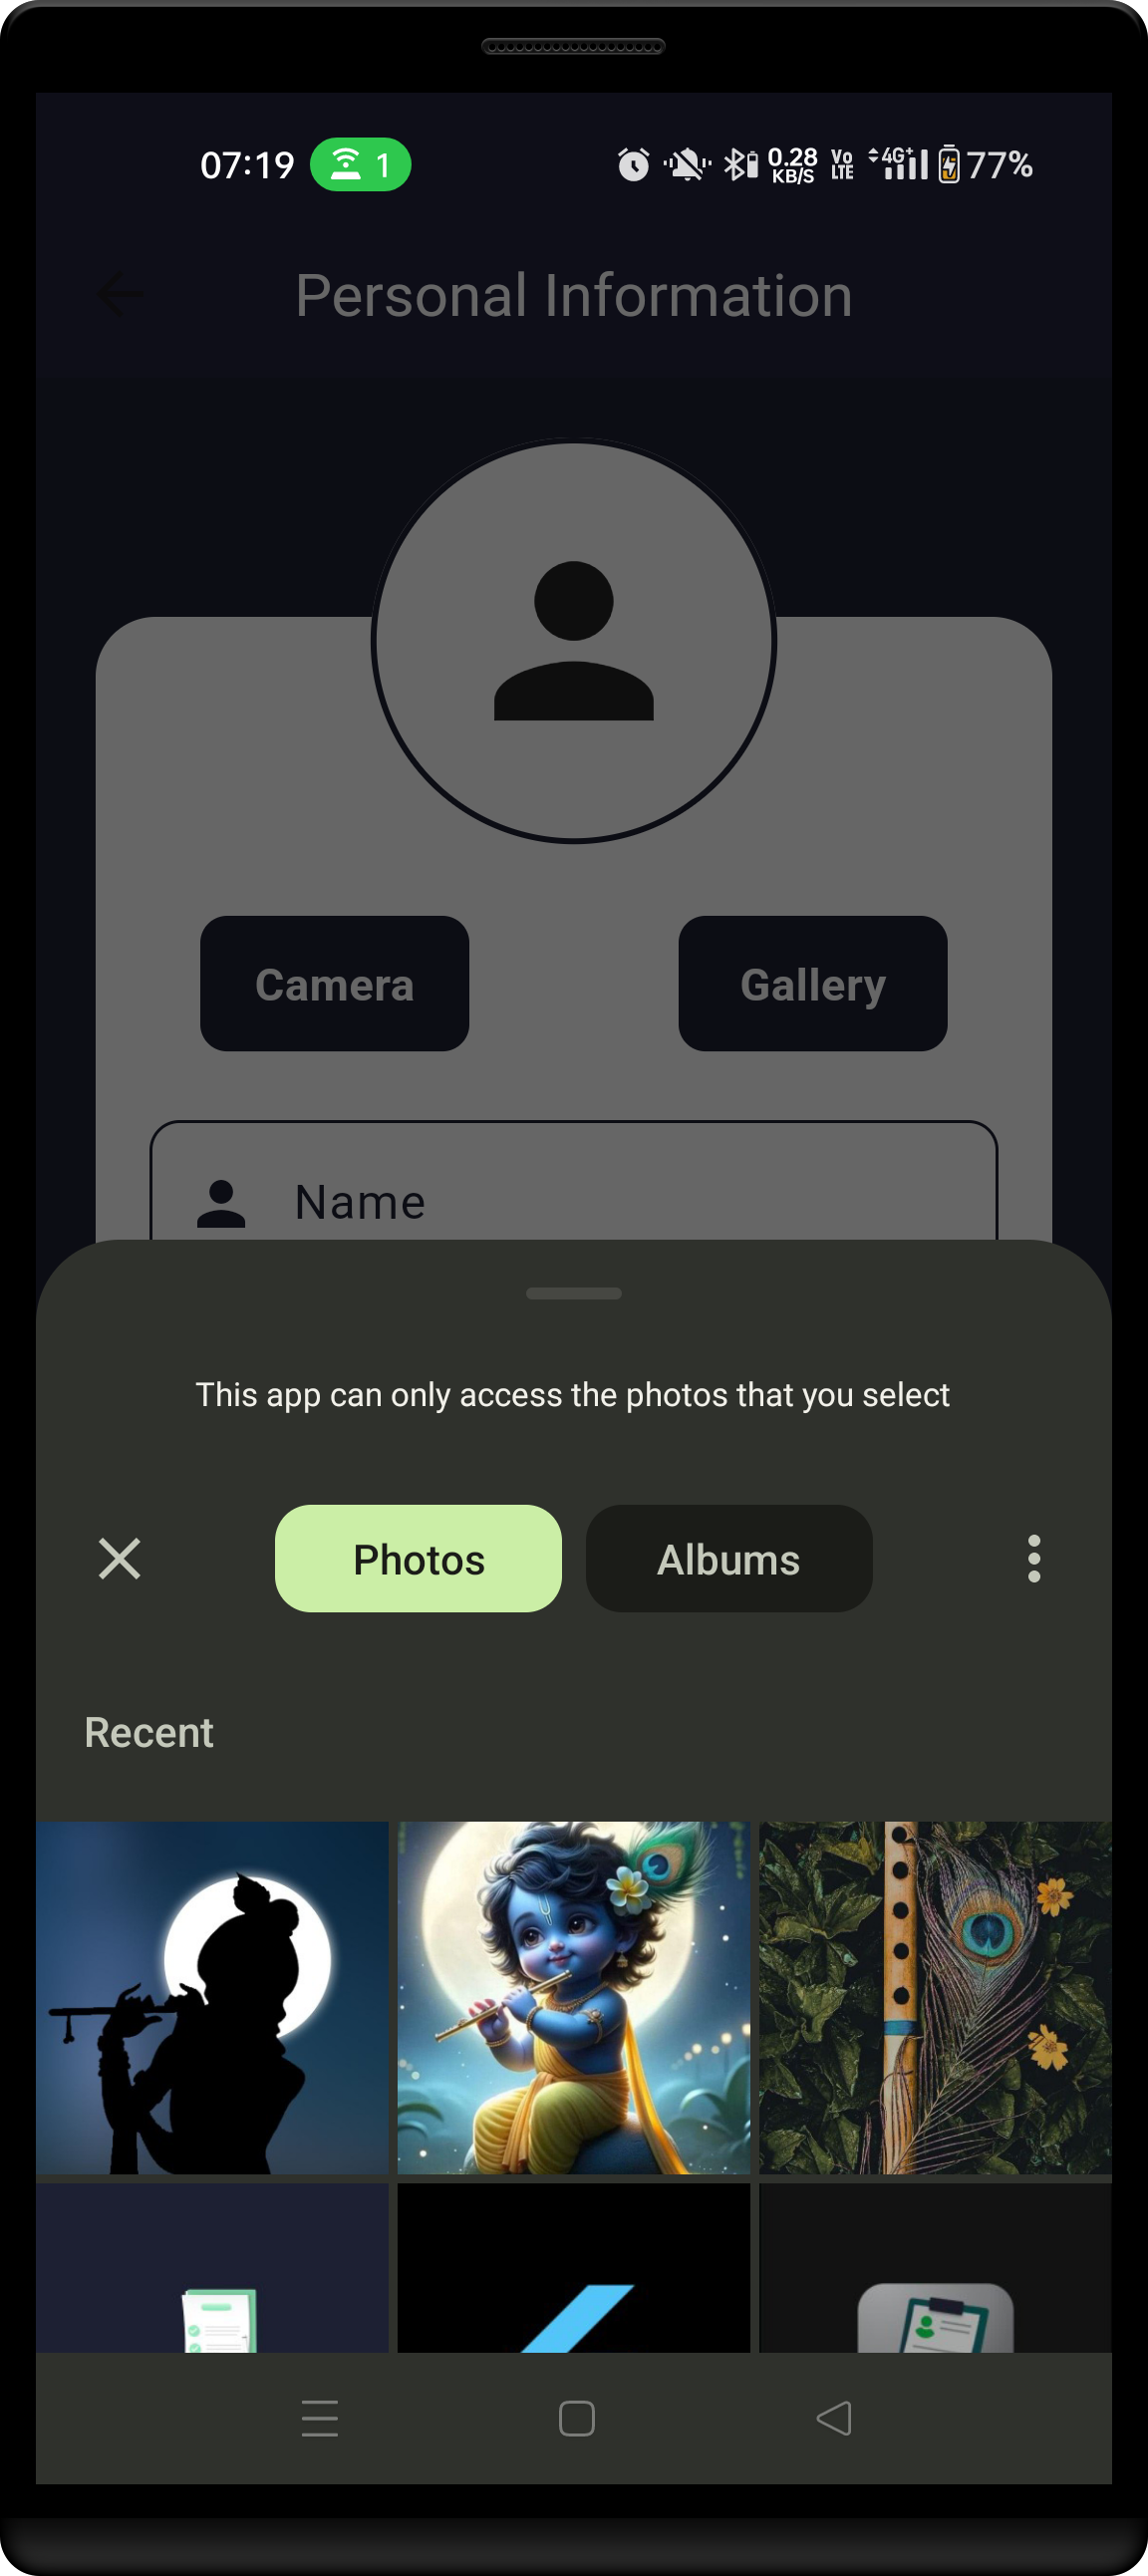 07:19 1 0.28 KB/S Vo LTE 4G+ 77%
Personal Information
Camera Gallery
Name
This app can only access the photos that you select
Photos Albums
Recent